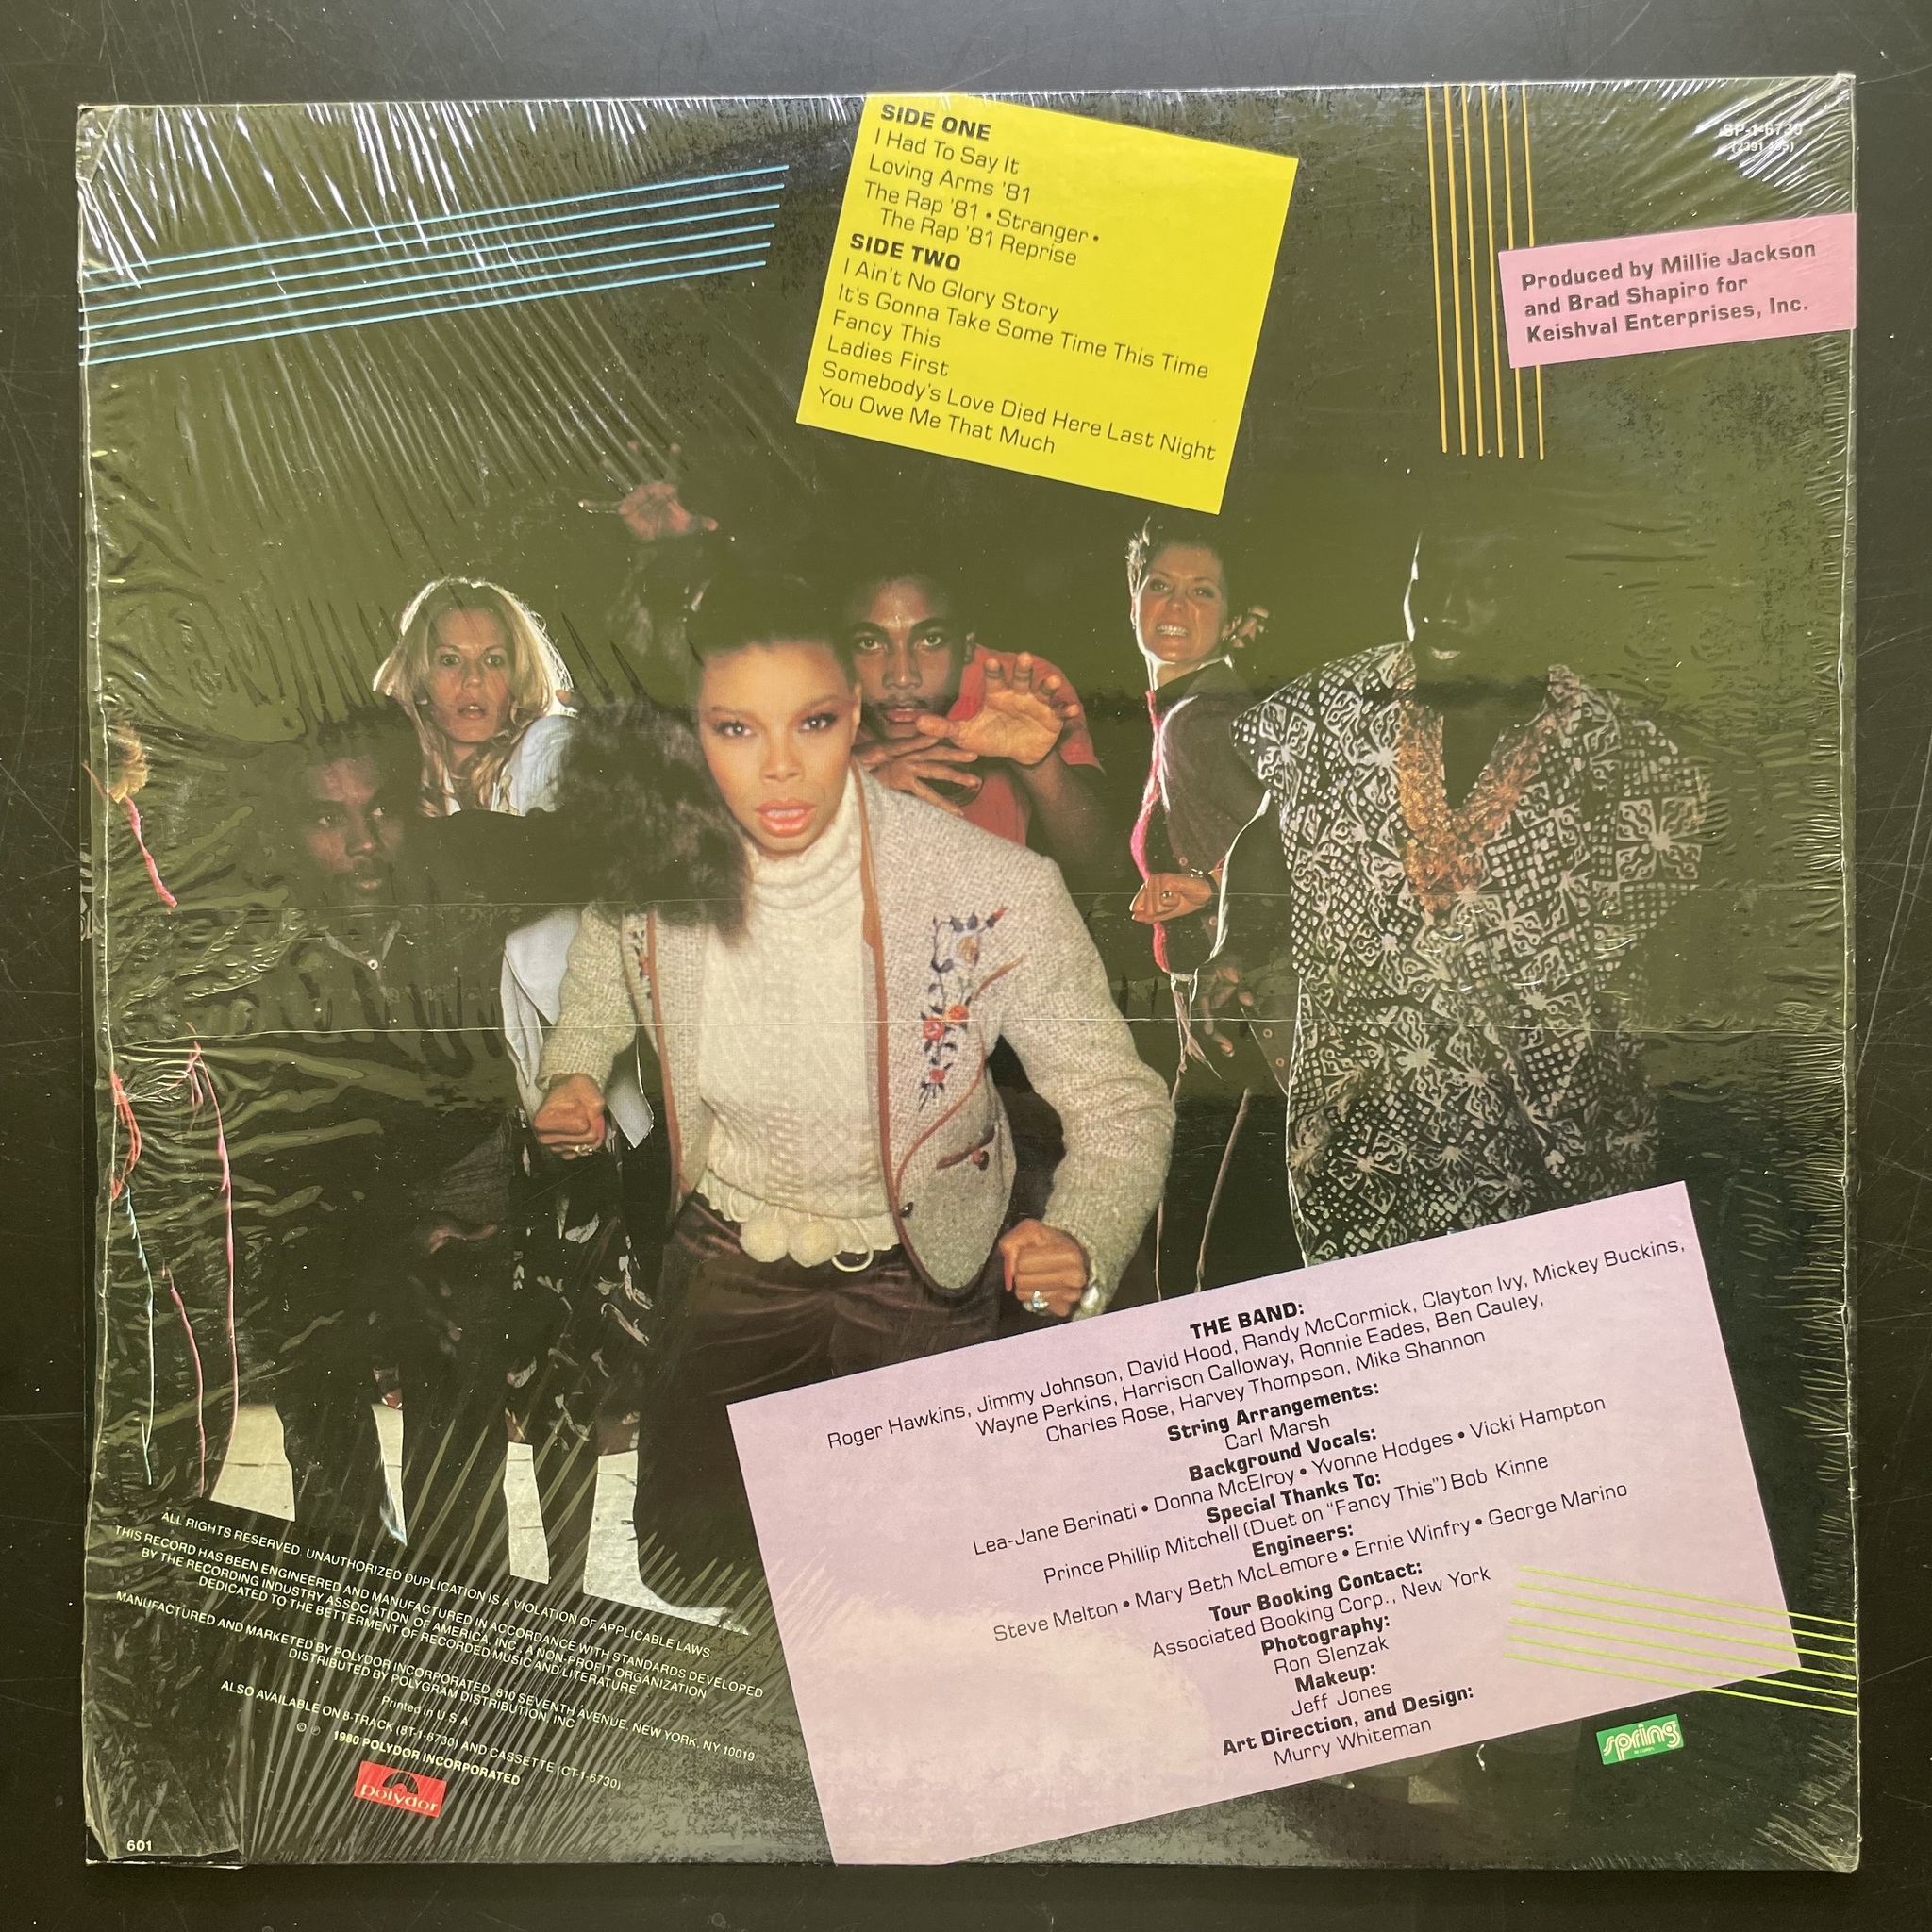 SIDE ONE
I Had To Say It
Loving Arms '81
The Rap '81 • Stranger •
The Rap '81 Reprise
SIDE TWO
I Ain't No Glory Story
It's Gonna Take Some Time This Time
Fancy This
Ladies First
Somebody's Love Died Here Last Night
You Owe Me That Much
SP-1-6730
Produced by Millie Jackson
and Brad Shapiro for
Keishval Enterprises, Inc.
THE BAND:
Roger Hawkins, Jimmy Johnson, David Hood, Randy McCormick, Clayton Ivy, Mickey Buckins,
Wayne Perkins, Harrison Calloway, Ronnie Eades, Ben Cauley,
Charles Rose, Harvey Thompson, Mike Shannon
String Arrangements:
Carl Marsh
Background Vocals:
Lea-Jane Berinati • Donna McElroy • Yvonne Hodges • Vicki Hampton
Special Thanks To:
Prince Phillip Mitchell (Duet on "Fancy This") Bob Kinne
Engineers:
Steve Melton • Mary Beth McLemore • Ernie Winfry • George Marino
Tour Booking Contact:
Associated Booking Corp., New York
Photography:
Ron Slenzak
Makeup:
Jeff Jones
Art Direction, and Design:
Murry Whiteman
ALL RIGHTS RESERVED. UNAUTHORIZED DUPLICATION IS A VIOLATION OF APPLICABLE LAWS.
THIS RECORD HAS BEEN ENGINEERED AND MANUFACTURED IN ACCORDANCE WITH STANDARDS DEVELOPED
BY THE RECORDING INDUSTRY ASSOCIATION OF AMERICA, INC., A NON-PROFIT ORGANIZATION
DEDICATED TO THE BETTERMENT OF RECORDED MUSIC AND LITERATURE
MANUFACTURED AND MARKETED BY POLYDOR INCORPORATED, 810 SEVENTH AVENUE, NEW YORK, NY 10019
DISTRIBUTED BY POLYGRAM DISTRIBUTION, INC
Printed in U.S.A.
ALSO AVAILABLE ON 8-TRACK (8T-1-6730) AND CASSETTE (CT-1-6730)
© ℗ 1980 POLYDOR INCORPORATED
polydor
spring
601